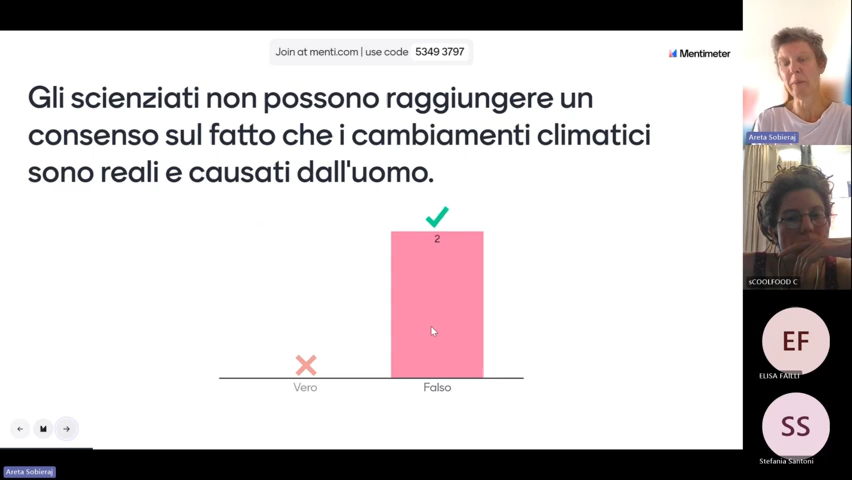 Join at menti.com | use code 5349 3797
Mentimeter
Gli scienziati non possono raggiungere un
consenso sul fatto che i cambiamenti climatici
sono reali e causati dall'uomo.
2
Vero
Falso
Areta Sobieraj
Areta Sobieraj
sCOOLFOOD C
EF
ELISA FAILLI
SS
Stefania Santoni